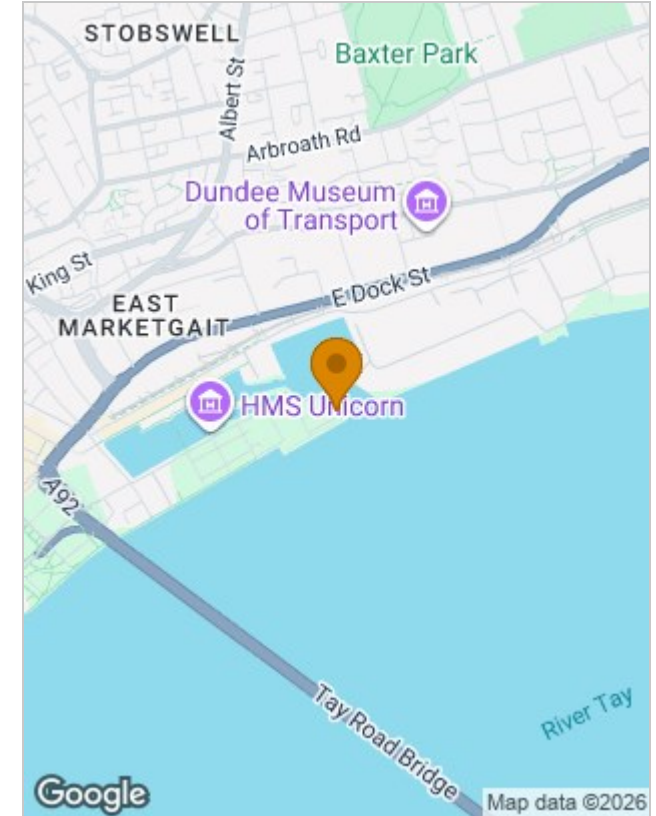 STOBSWELL
Baxter Park
Albert St
Arbroath Rd
Dundee Museum
of Transport
King St
E Dock St
EAST
MARKETGAIT
HMS Unicorn
A92
Tay Road Bridge
River Tay
Google
Map data ©2026